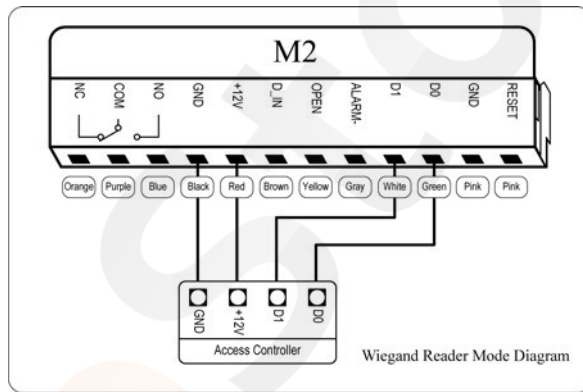 M2
NC COM NO GND +12V D_IN OPEN ALARM- D1 D0 GND RESET
Orange Purple Blue Black Red Brown Yellow Gray White Green Pink Pink
GND +12V D1 D0
Access Controller
Wiegand Reader Mode Diagram